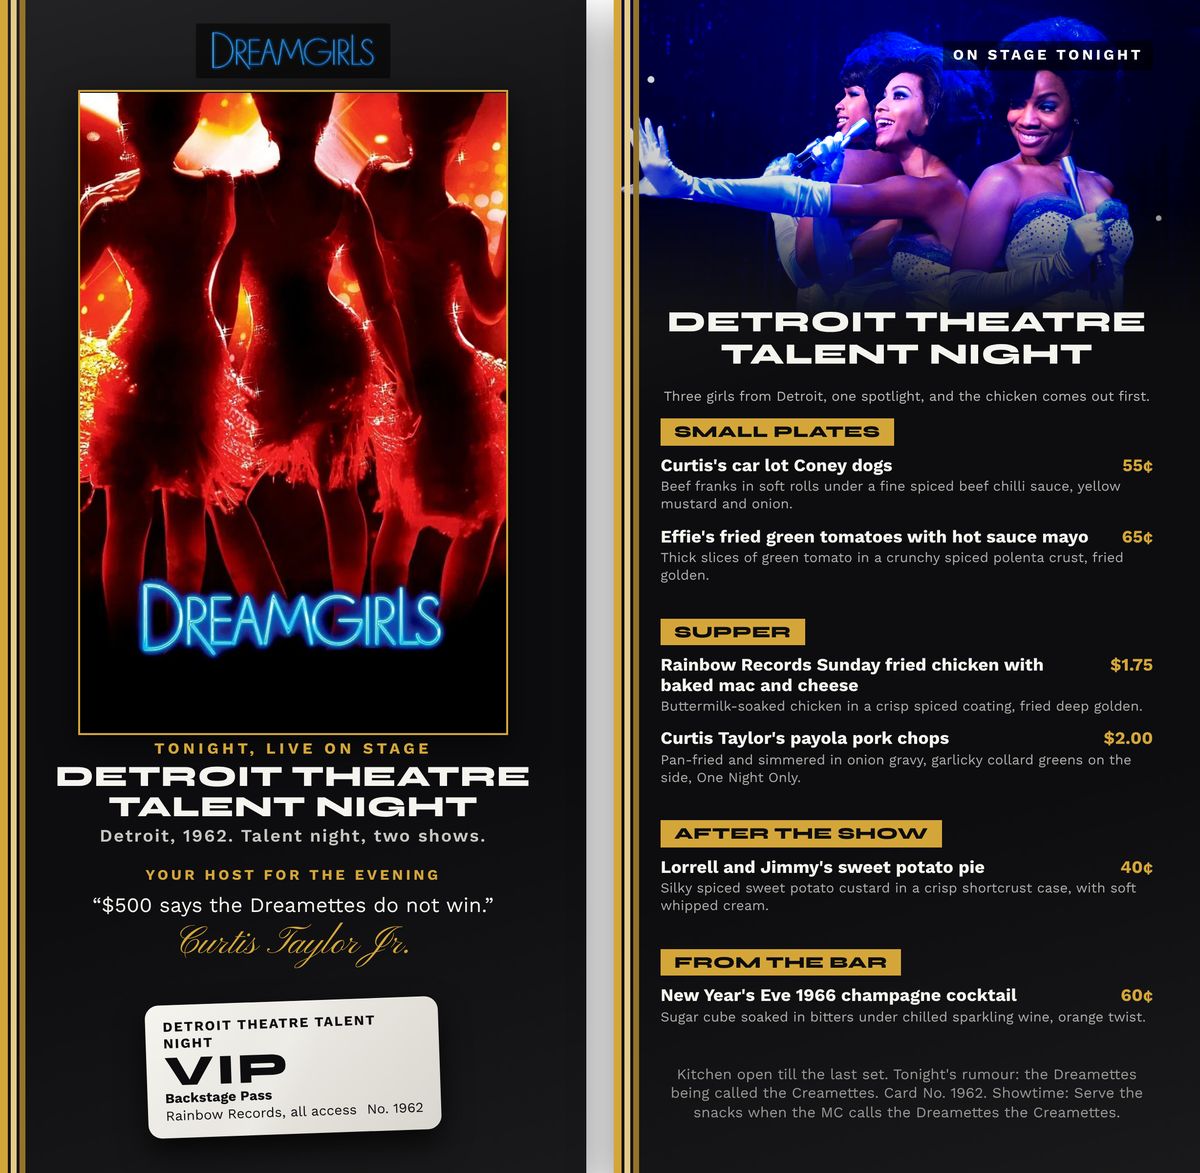 DREAMGIRLS
DREAMGIRLS
TONIGHT, LIVE ON STAGE
DETROIT THEATRE
TALENT NIGHT
Detroit, 1962. Talent night, two shows.
YOUR HOST FOR THE EVENING
“$500 says the Dreamettes do not win.”
Curtis Taylor Jr.
DETROIT THEATRE TALENT
NIGHT
VIP
Backstage Pass
Rainbow Records, all access No. 1962
ON STAGE TONIGHT
DETROIT THEATRE
TALENT NIGHT
Three girls from Detroit, one spotlight, and the chicken comes out first.
SMALL PLATES
Curtis's car lot Coney dogs 55¢
Beef franks in soft rolls under a fine spiced beef chilli sauce, yellow
mustard and onion.
Effie's fried green tomatoes with hot sauce mayo 65¢
Thick slices of green tomato in a crunchy spiced polenta crust, fried
golden.
SUPPER
Rainbow Records Sunday fried chicken with $1.75
baked mac and cheese
Buttermilk-soaked chicken in a crisp spiced coating, fried deep golden.
Curtis Taylor's payola pork chops $2.00
Pan-fried and simmered in onion gravy, garlicky collard greens on the
side, One Night Only.
AFTER THE SHOW
Lorrell and Jimmy's sweet potato pie 40¢
Silky spiced sweet potato custard in a crisp shortcrust case, with soft
whipped cream.
FROM THE BAR
New Year's Eve 1966 champagne cocktail 60¢
Sugar cube soaked in bitters under chilled sparkling wine, orange twist.
Kitchen open till the last set. Tonight's rumour: the Dreamettes
being called the Creamettes. Card No. 1962. Showtime: Serve the
snacks when the MC calls the Dreamettes the Creamettes.